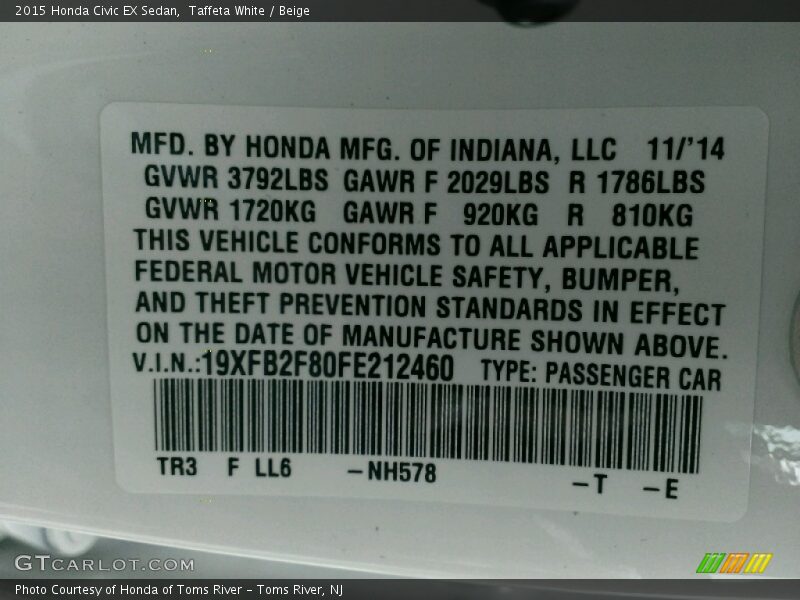 2015 Honda Civic EX Sedan,  Taffeta White / Beige
MFD. BY HONDA MFG. OF INDIANA, LLC 11/'14
GVWR 3792LBS GAWR F 2029LBS R 1786LBS
GVWR 1720KG GAWR F 920KG R 810KG
THIS VEHICLE CONFORMS TO ALL APPLICABLE
FEDERAL MOTOR VEHICLE SAFETY, BUMPER,
AND THEFT PREVENTION STANDARDS IN EFFECT
ON THE DATE OF MANUFACTURE SHOWN ABOVE.
V.I.N.:19XFB2F80FE212460 TYPE: PASSENGER CAR
TR3 F LL6 -NH578 -T -E
GTCARLOT.COM
Photo Courtesy of Honda of Toms River - Toms River, NJ